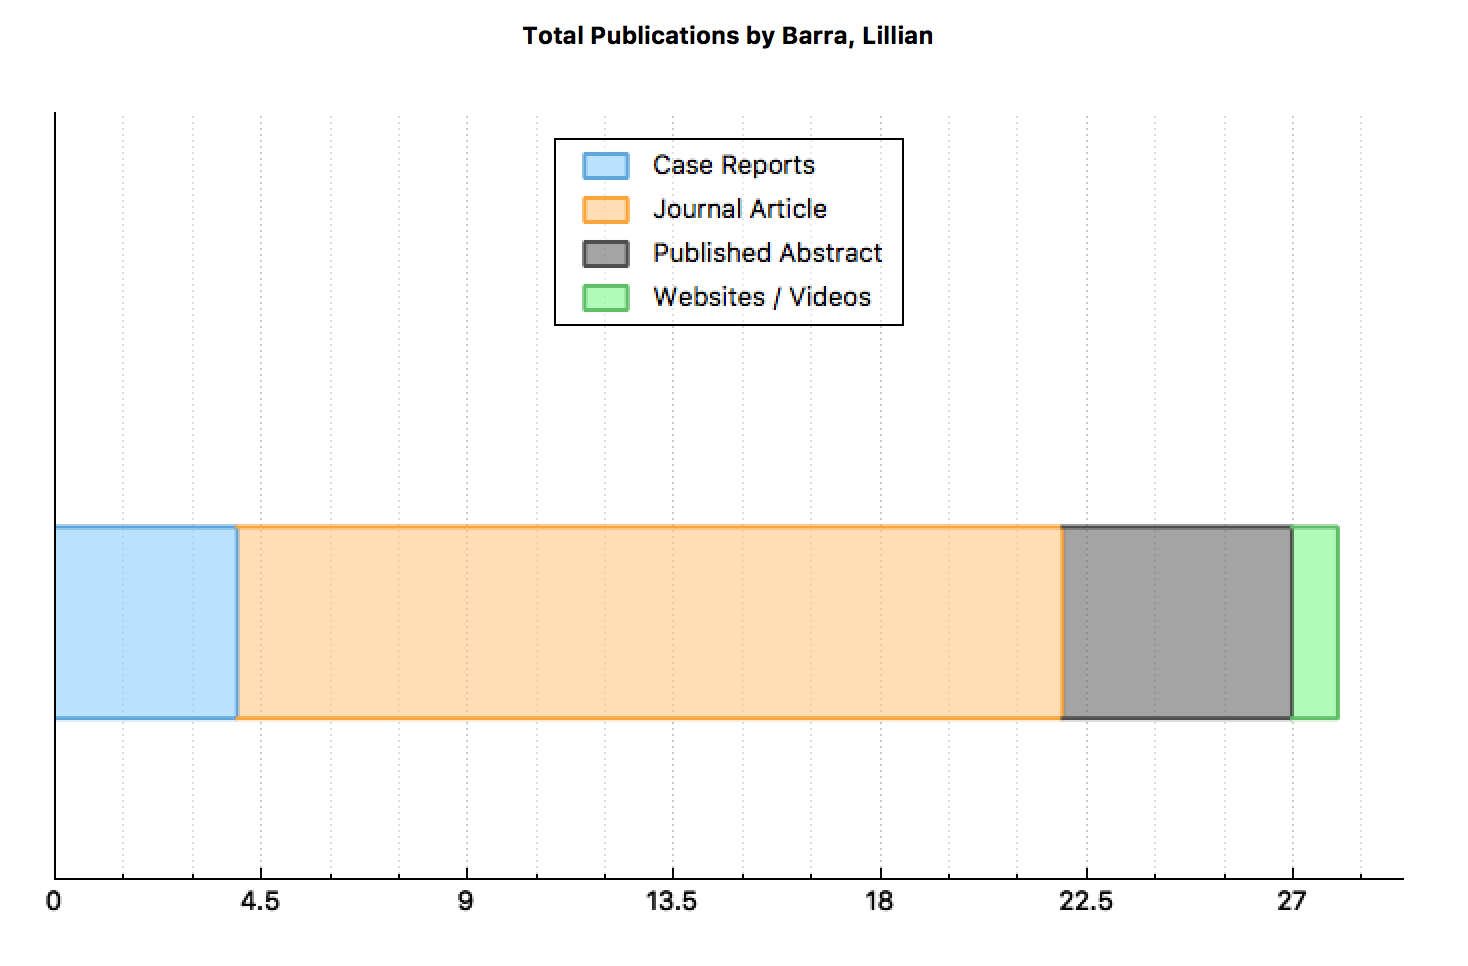 Total Publications by Barra, Lillian
Case Reports
Journal Article
Published Abstract
Websites / Videos
0 4.5 9 13.5 18 22.5 27